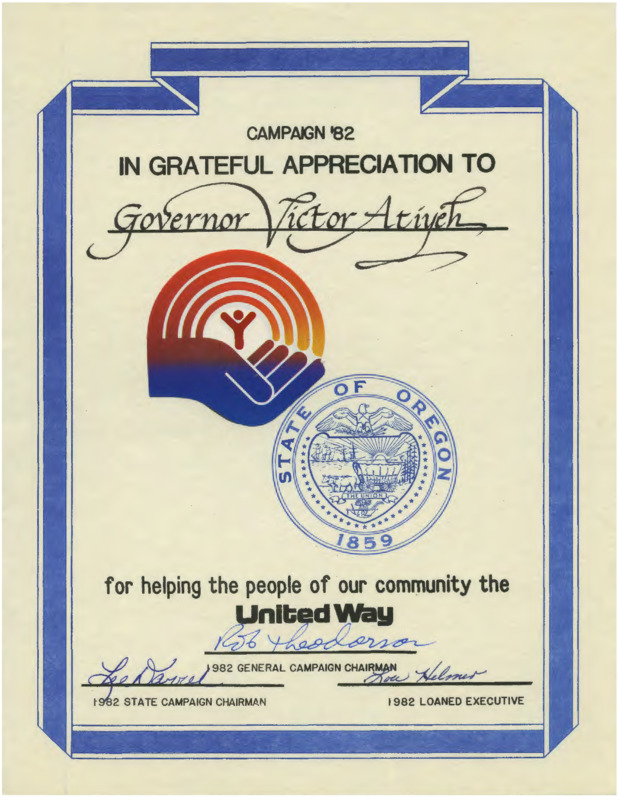 CAMPAIGN '82
IN GRATEFUL APPRECIATION TO
Governor Victor Atiyeh
STATE OF OREGON
THE UNION
1859
for helping the people of our community the
United Way
Rob Theodorson
1982 GENERAL CAMPAIGN CHAIRMAN
Lee Lou Helmer
1982 STATE CAMPAIGN CHAIRMAN 1982 LOANED EXECUTIVE